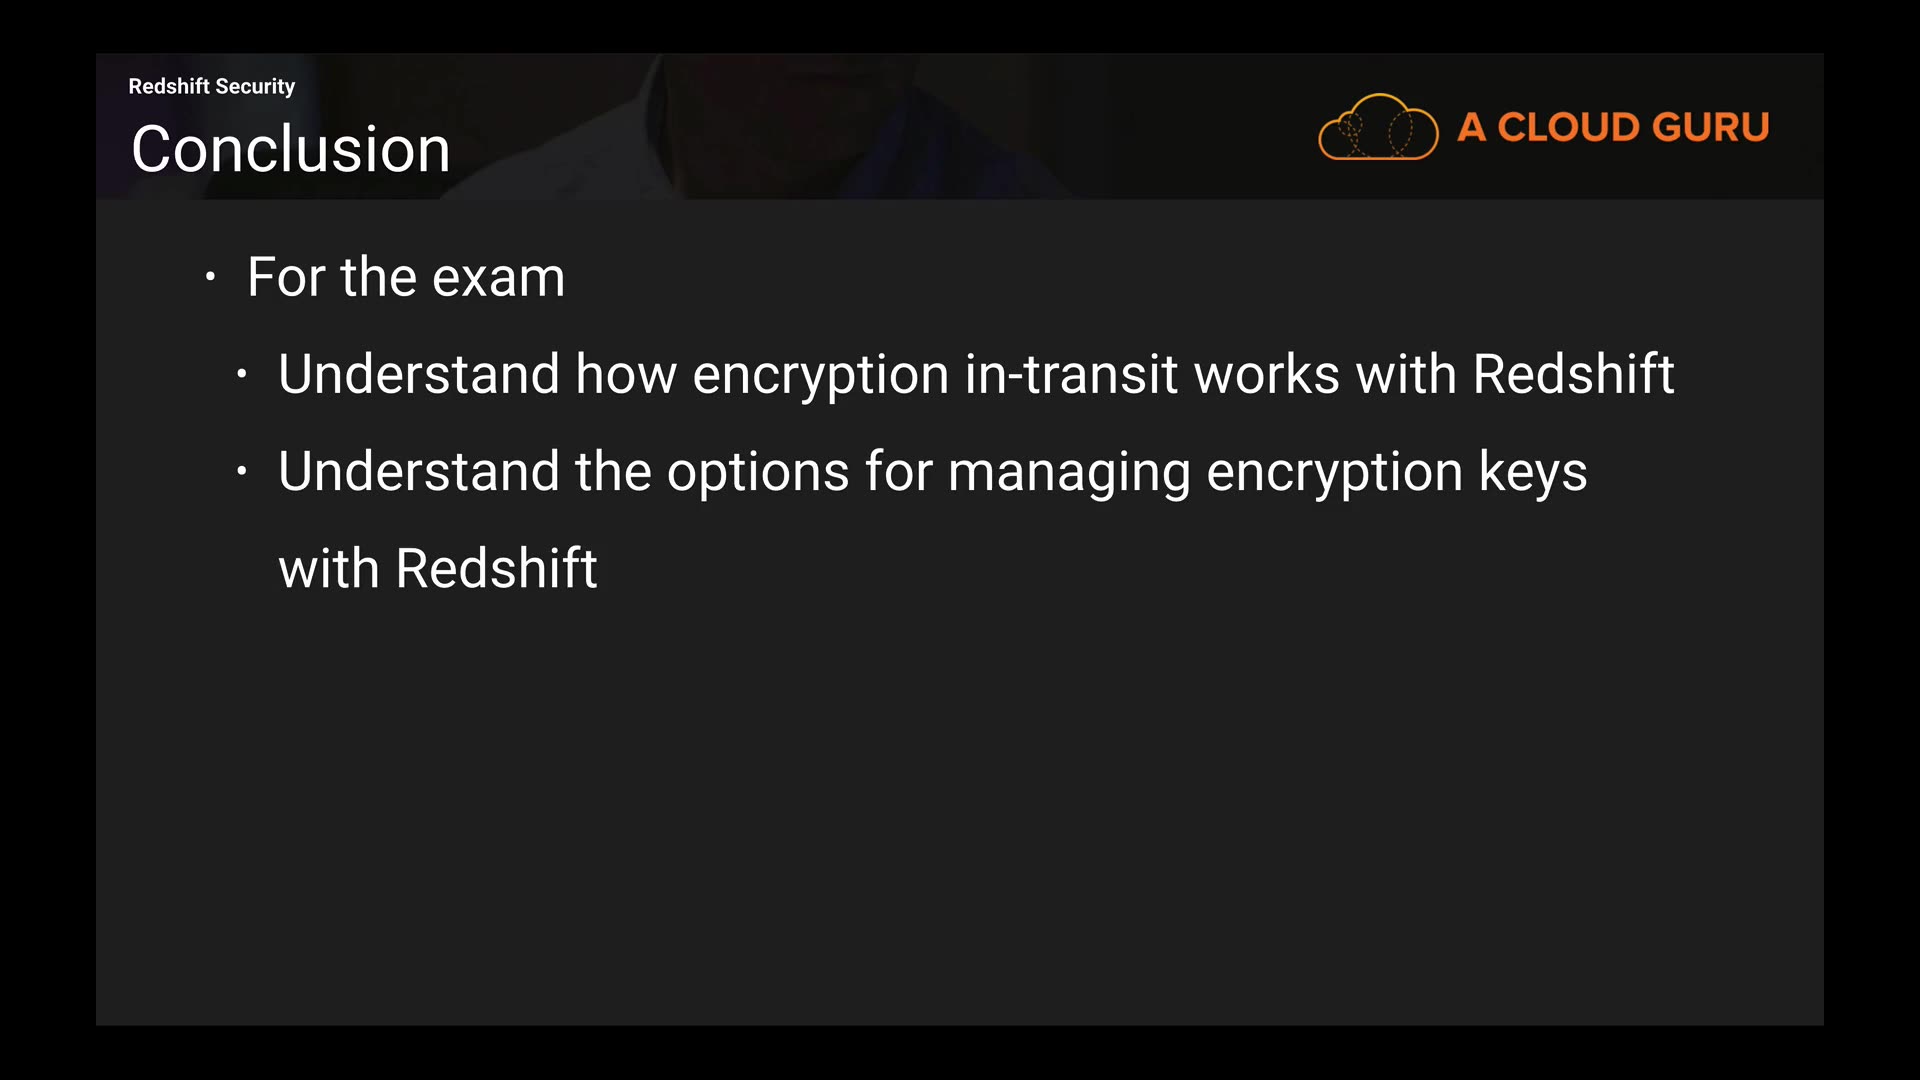 Redshift Security
Conclusion
A CLOUD GURU
• For the exam
• Understand how encryption in-transit works with Redshift
• Understand the options for managing encryption keys
with Redshift